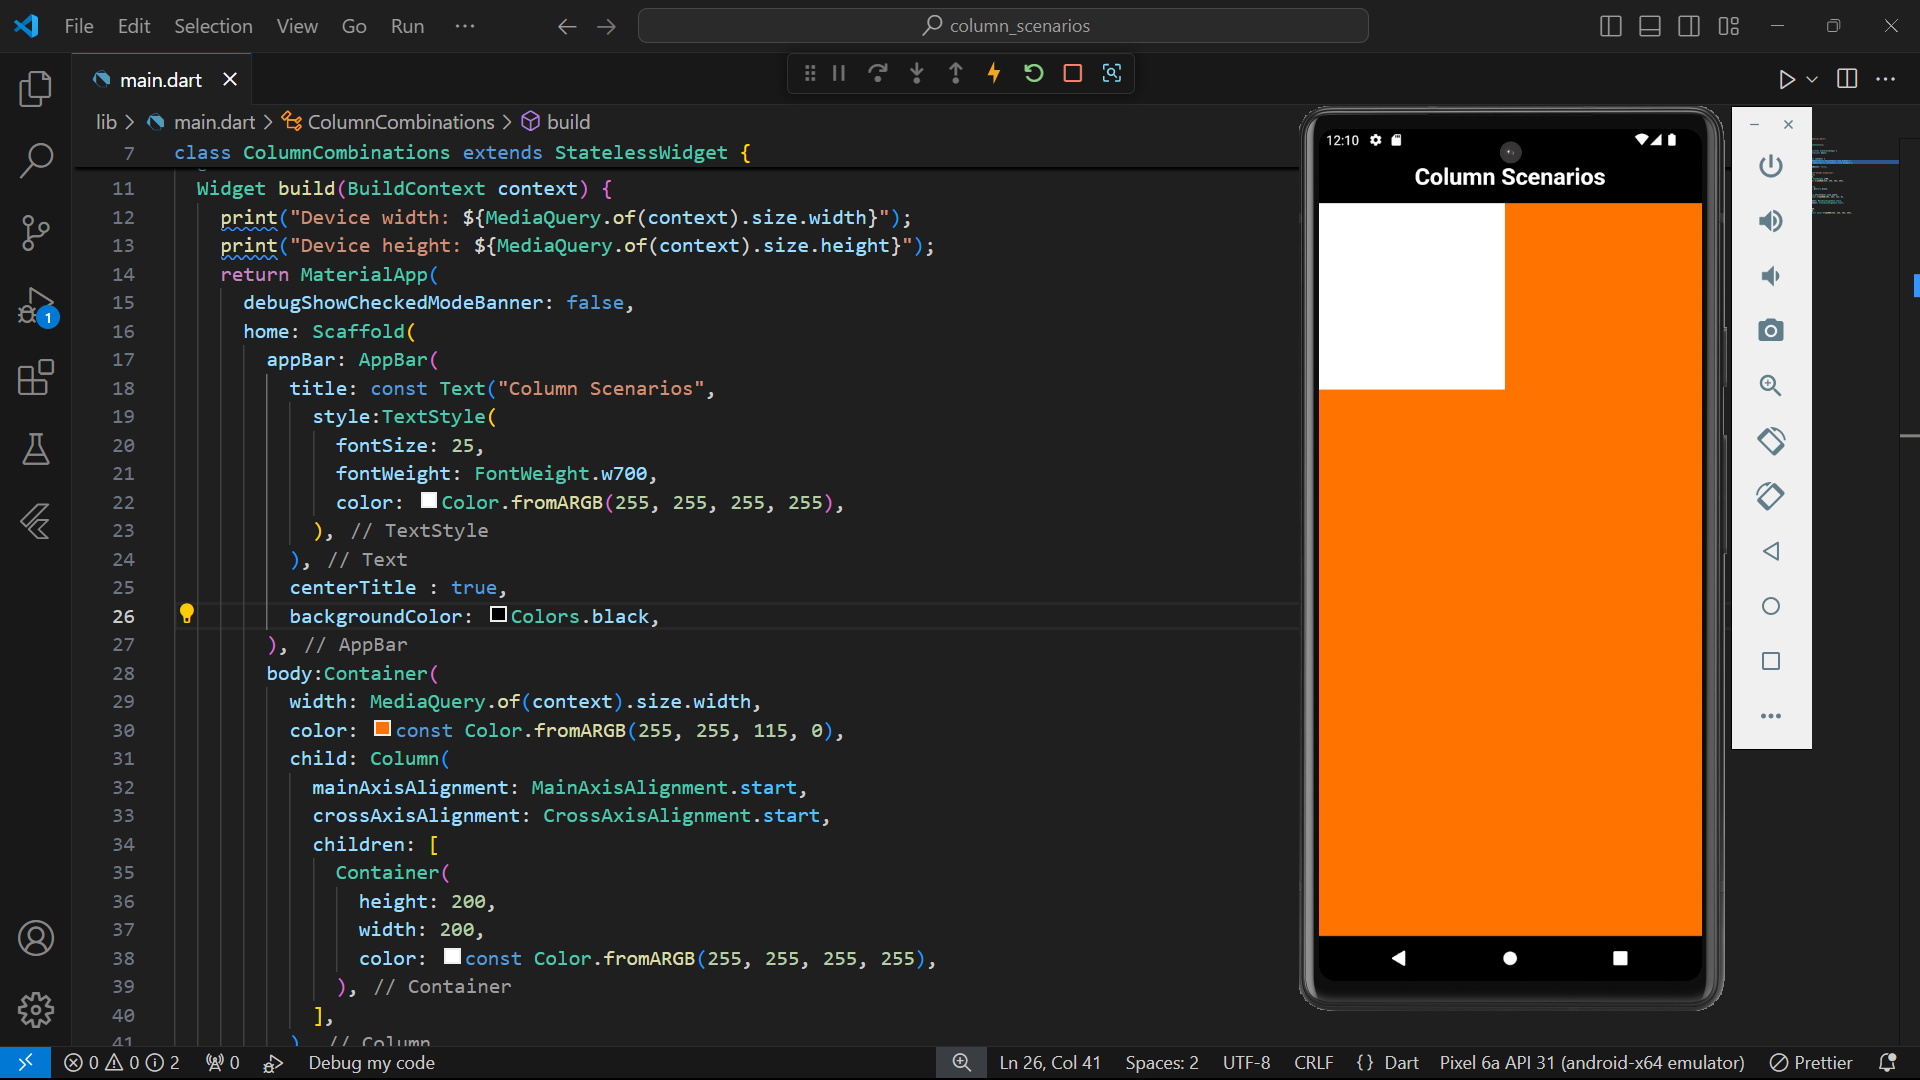 File Edit Selection View Go Run ··· column_scenarios
main.dart
lib > main.dart > ColumnCombinations > build
7 class ColumnCombinations extends StatelessWidget {
11 Widget build(BuildContext context) {
12 print("Device width: ${MediaQuery.of(context).size.width}");
13 print("Device height: ${MediaQuery.of(context).size.height}");
14 return MaterialApp(
15 debugShowCheckedModeBanner: false,
16 home: Scaffold(
17 appBar: AppBar(
18 title: const Text("Column Scenarios",
19 style:TextStyle(
20 fontSize: 25,
21 fontWeight: FontWeight.w700,
22 color: Color.fromARGB(255, 255, 255, 255),
23 ), // TextStyle
24 ), // Text
25 centerTitle : true,
26 backgroundColor: Colors.black,
27 ), // AppBar
28 body:Container(
29 width: MediaQuery.of(context).size.width,
30 color: const Color.fromARGB(255, 255, 115, 0),
31 child: Column(
32 mainAxisAlignment: MainAxisAlignment.start,
33 crossAxisAlignment: CrossAxisAlignment.start,
34 children: [
35 Container(
36 height: 200,
37 width: 200,
38 color: const Color.fromARGB(255, 255, 255, 255),
39 ), // Container
40 ],
41 ) // Column
12:10
Column Scenarios
1
0 0 2 0 Debug my code Ln 26, Col 41 Spaces: 2 UTF-8 CRLF {} Dart Pixel 6a API 31 (android-x64 emulator) Prettier